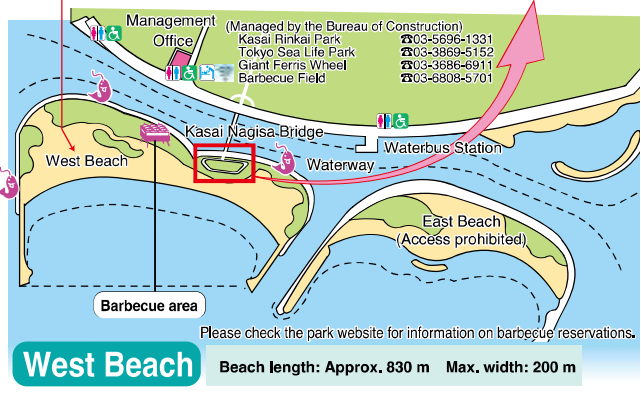 Management
Office
(Managed by the Bureau of Construction)
Kasai Rinkai Park ☎03-5696-1331
Tokyo Sea Life Park ☎03-3869-5152
Giant Ferris Wheel ☎03-3686-6911
Barbecue Field ☎03-6808-5701
Kasai Nagisa Bridge
Waterbus Station
West Beach
Waterway
East Beach
(Access prohibited)
Barbecue area
Please check the park website for information on barbecue reservations.
West Beach
Beach length: Approx. 830 m Max. width: 200 m